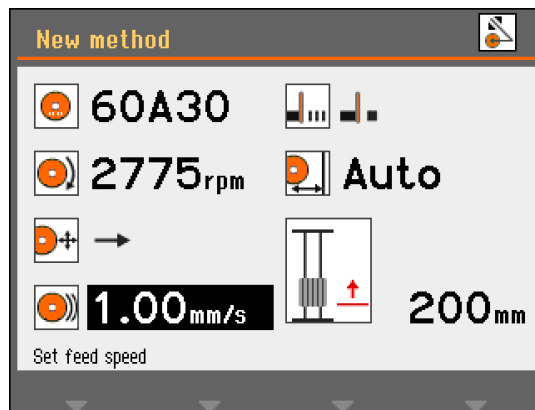 New method
60A30
2775rpm
Auto
1.00mm/s
200mm
Set feed speed